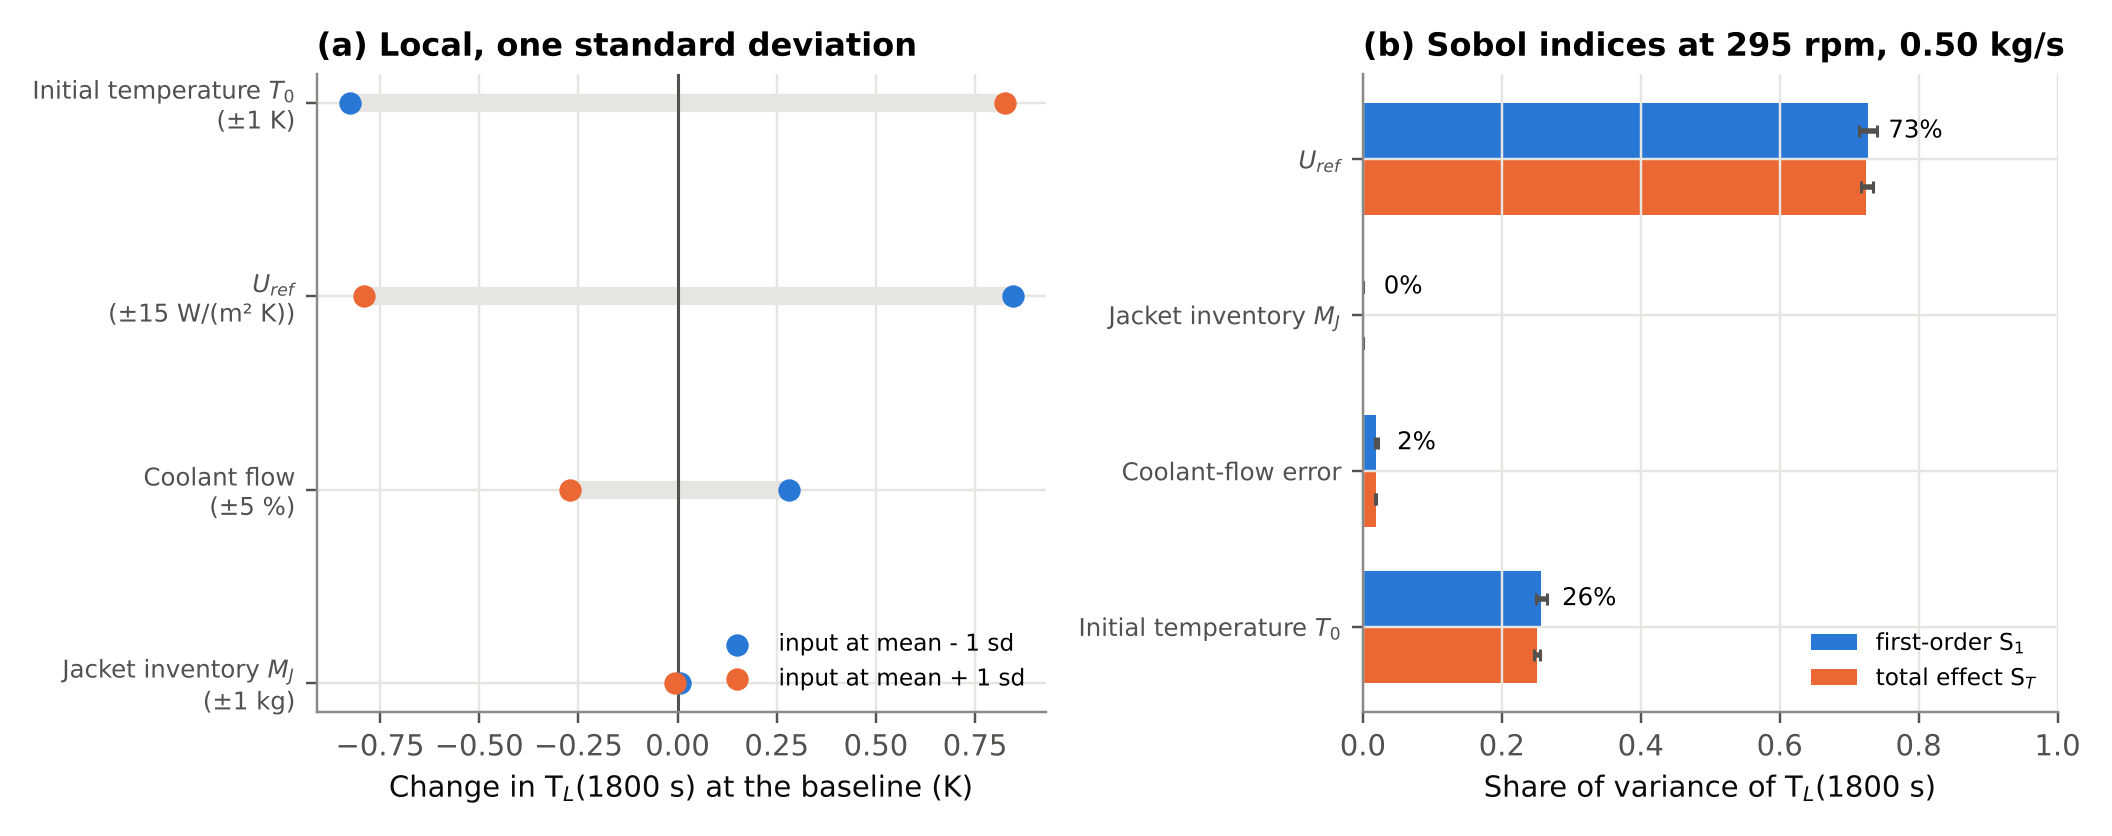 (a) Local, one standard deviation
Initial temperature T0
(±1 K)
Uref
(±15 W/(m² K))
Coolant flow
(±5 %)
Jacket inventory MJ
(±1 kg)
input at mean - 1 sd
input at mean + 1 sd
−0.75 −0.50 −0.25 0.00 0.25 0.50 0.75
Change in TL(1800 s) at the baseline (K)
(b) Sobol indices at 295 rpm, 0.50 kg/s
Uref
73%
Jacket inventory MJ
0%
Coolant-flow error
2%
Initial temperature T0
26%
first-order S1
total effect ST
0.0 0.2 0.4 0.6 0.8 1.0
Share of variance of TL(1800 s)